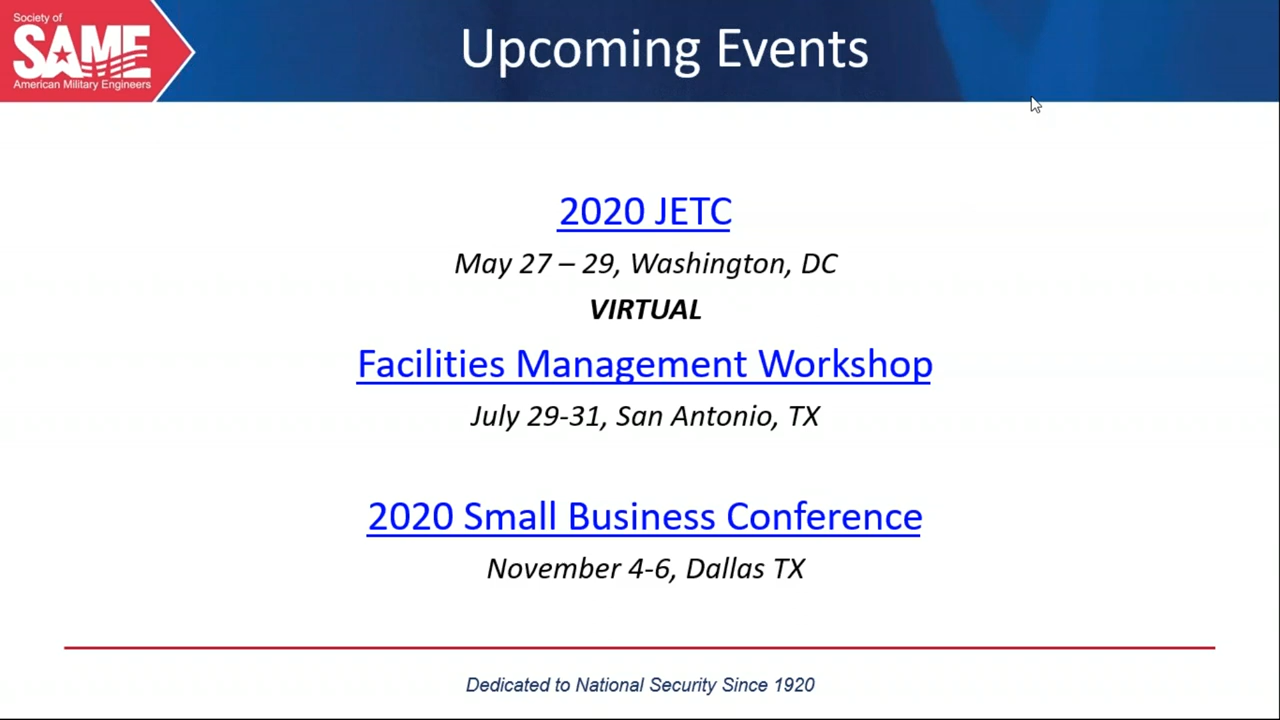 Society of
SAME
American Military Engineers
Upcoming Events
2020 JETC
May 27 – 29, Washington, DC
VIRTUAL
Facilities Management Workshop
July 29-31, San Antonio, TX
2020 Small Business Conference
November 4-6, Dallas TX
Dedicated to National Security Since 1920